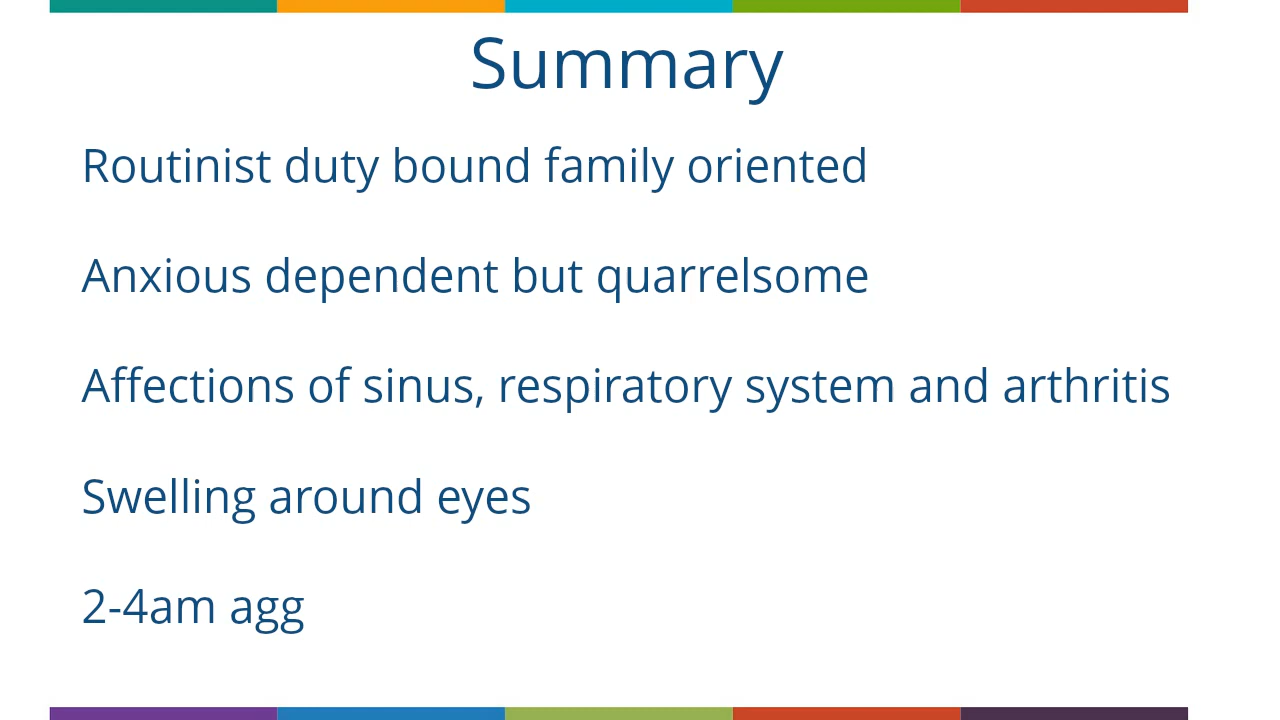 Summary
Routinist duty bound family oriented
Anxious dependent but quarrelsome
Affections of sinus, respiratory system and arthritis
Swelling around eyes
2-4am agg